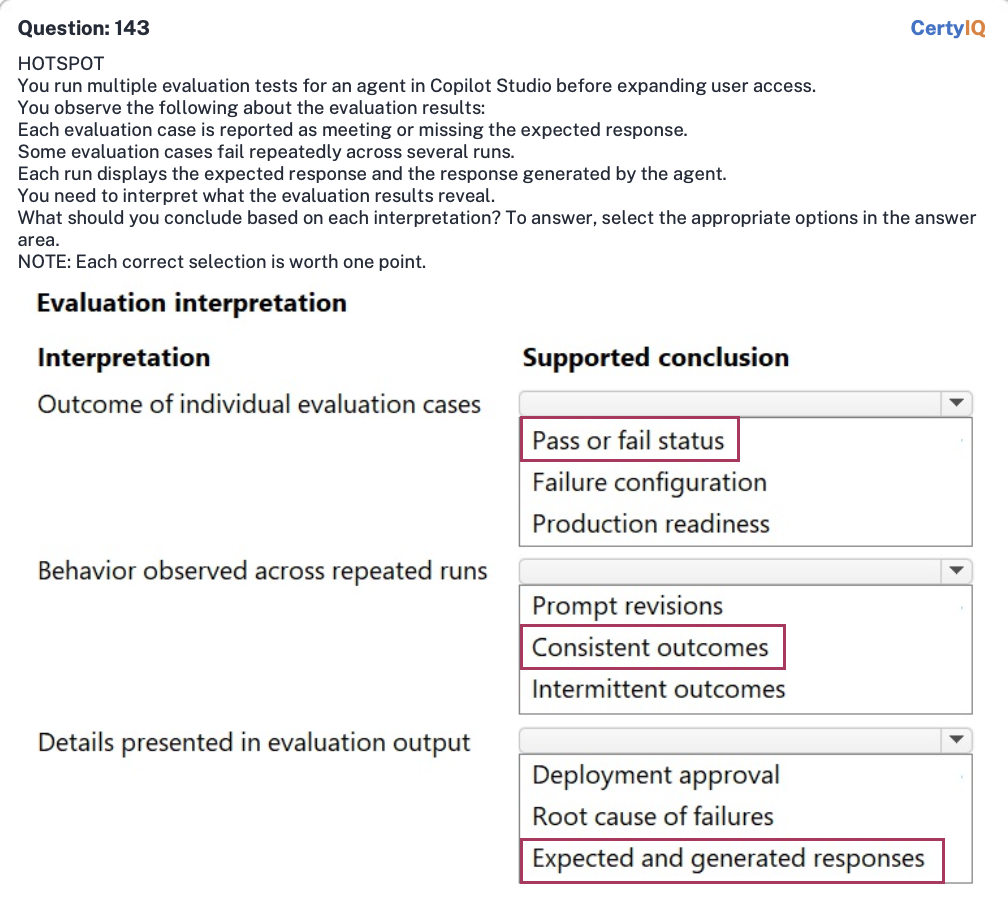 Question: 143
CertyIQ
HOTSPOT
You run multiple evaluation tests for an agent in Copilot Studio before expanding user access.
You observe the following about the evaluation results:
Each evaluation case is reported as meeting or missing the expected response.
Some evaluation cases fail repeatedly across several runs.
Each run displays the expected response and the response generated by the agent.
You need to interpret what the evaluation results reveal.
What should you conclude based on each interpretation? To answer, select the appropriate options in the answer
area.
NOTE: Each correct selection is worth one point.
Evaluation interpretation
Interpretation
Supported conclusion
Outcome of individual evaluation cases
Pass or fail status
Failure configuration
Production readiness
Behavior observed across repeated runs
Prompt revisions
Consistent outcomes
Intermittent outcomes
Details presented in evaluation output
Deployment approval
Root cause of failures
Expected and generated responses